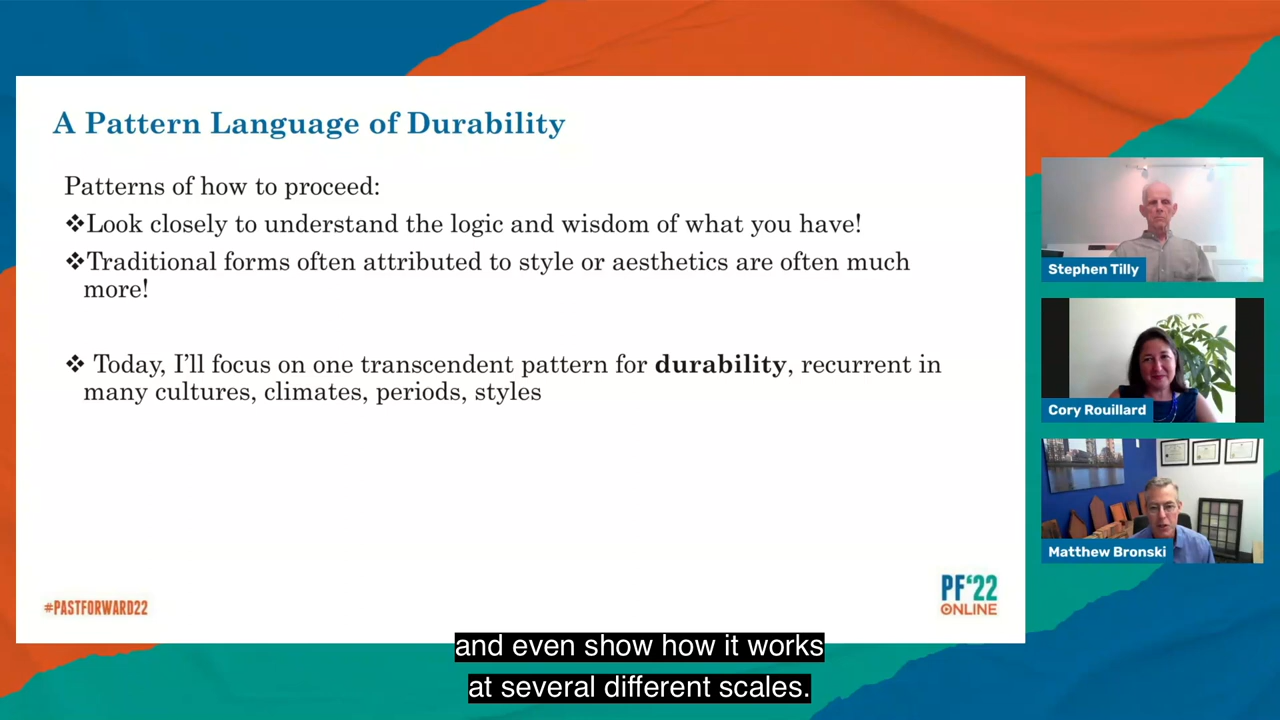 A Pattern Language of Durability
Patterns of how to proceed:
❖Look closely to understand the logic and wisdom of what you have!
❖Traditional forms often attributed to style or aesthetics are often much
more!
❖ Today, I’ll focus on one transcendent pattern for durability, recurrent in
many cultures, climates, periods, styles
#PASTFORWARD22
PF‘22
ONLINE
Stephen Tilly
Cory Rouillard
Matthew Bronski
and even show how it works
at several different scales.